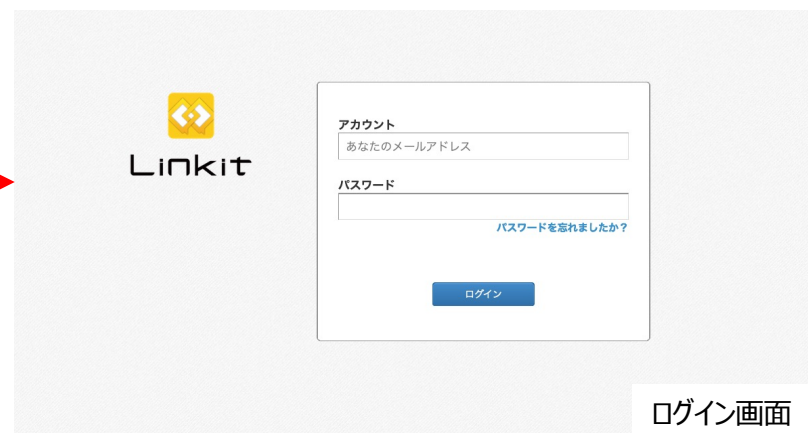 Linkit
アカウント
あなたのメールアドレス
パスワード
パスワードを忘れましたか？
ログイン
ログイン画面